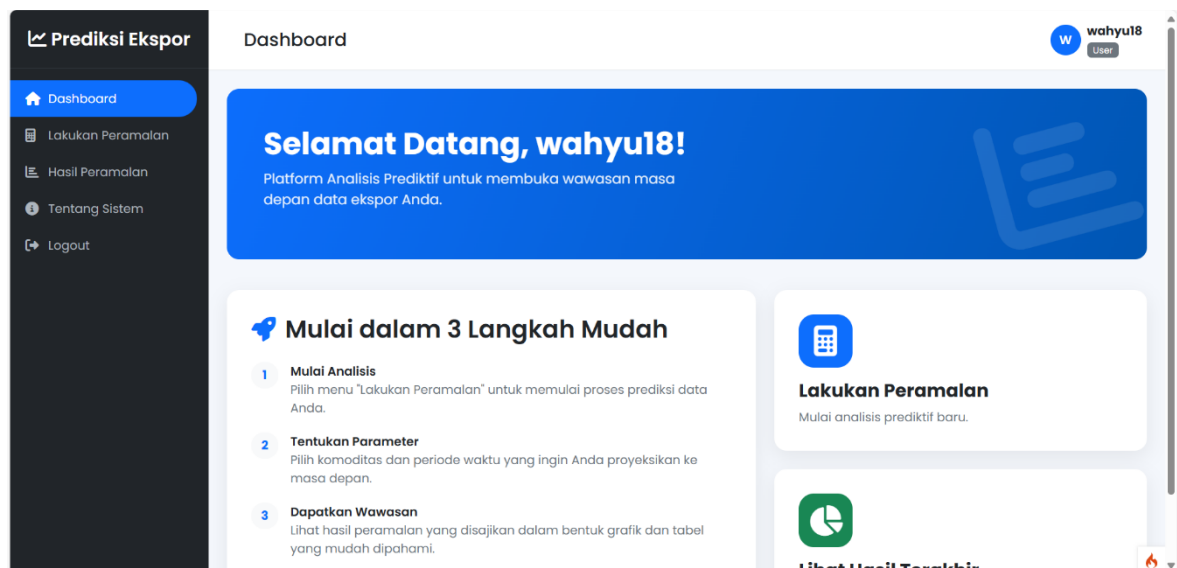 Prediksi Ekspor
Dashboard
Lakukan Peramalan
Hasil Peramalan
Tentang Sistem
Logout
Dashboard
W
wahyu18
User
Selamat Datang, wahyu18!
Platform Analisis Prediktif untuk membuka wawasan masa
depan data ekspor Anda.
Mulai dalam 3 Langkah Mudah
1
Mulai Analisis
Pilih menu "Lakukan Peramalan" untuk memulai proses prediksi data
Anda.
2
Tentukan Parameter
Pilih komoditas dan periode waktu yang ingin Anda proyeksikan ke
masa depan.
3
Dapatkan Wawasan
Lihat hasil peramalan yang disajikan dalam bentuk grafik dan tabel
yang mudah dipahami.
Lakukan Peramalan
Mulai analisis prediktif baru.
Lihat Hasil Terakhir